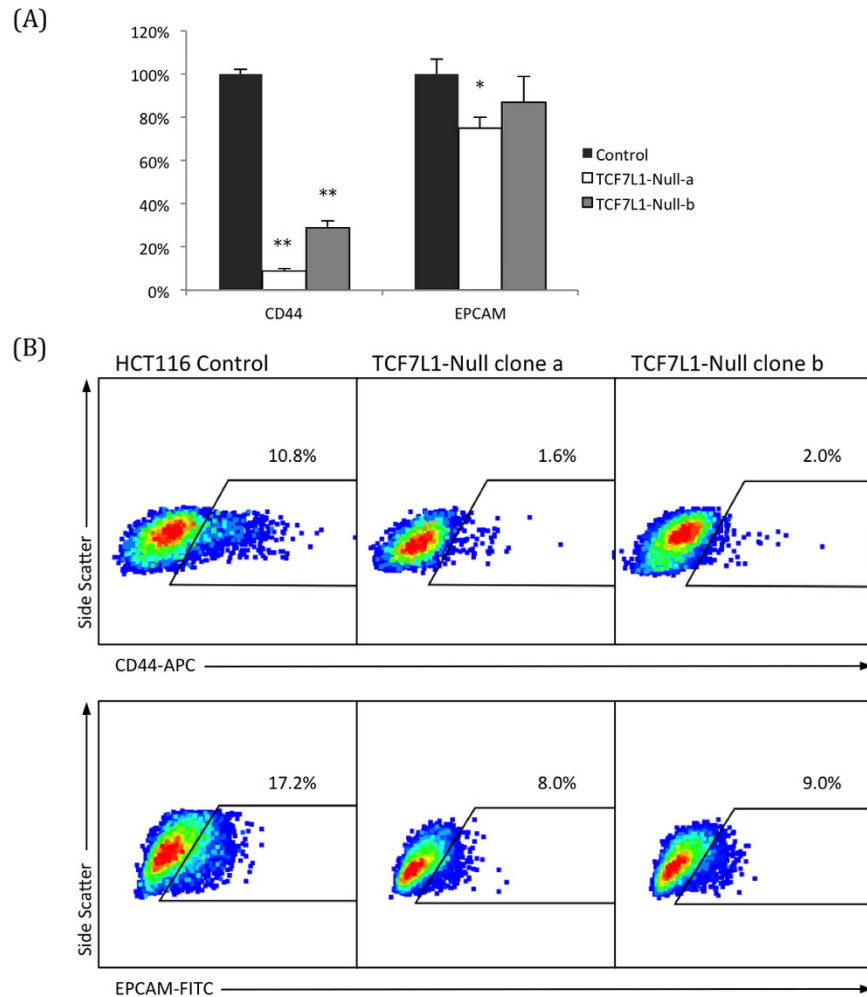 (A)
120%
100%
80%
60%
40%
20%
0%
**
**
*
CD44
EPCAM
Control
TCF7L1-Null-a
TCF7L1-Null-b
(B)
HCT116 Control
TCF7L1-Null clone a
TCF7L1-Null clone b
10.8%
1.6%
2.0%
Side Scatter
CD44-APC
17.2%
8.0%
9.0%
Side Scatter
EPCAM-FITC